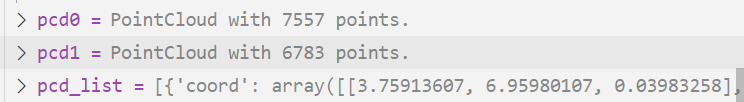 > pcd0 = PointCloud with 7557 points.
> pcd1 = PointCloud with 6783 points.
> pcd_list = [{'coord': array([[3.75913607, 6.95980107, 0.03983258],